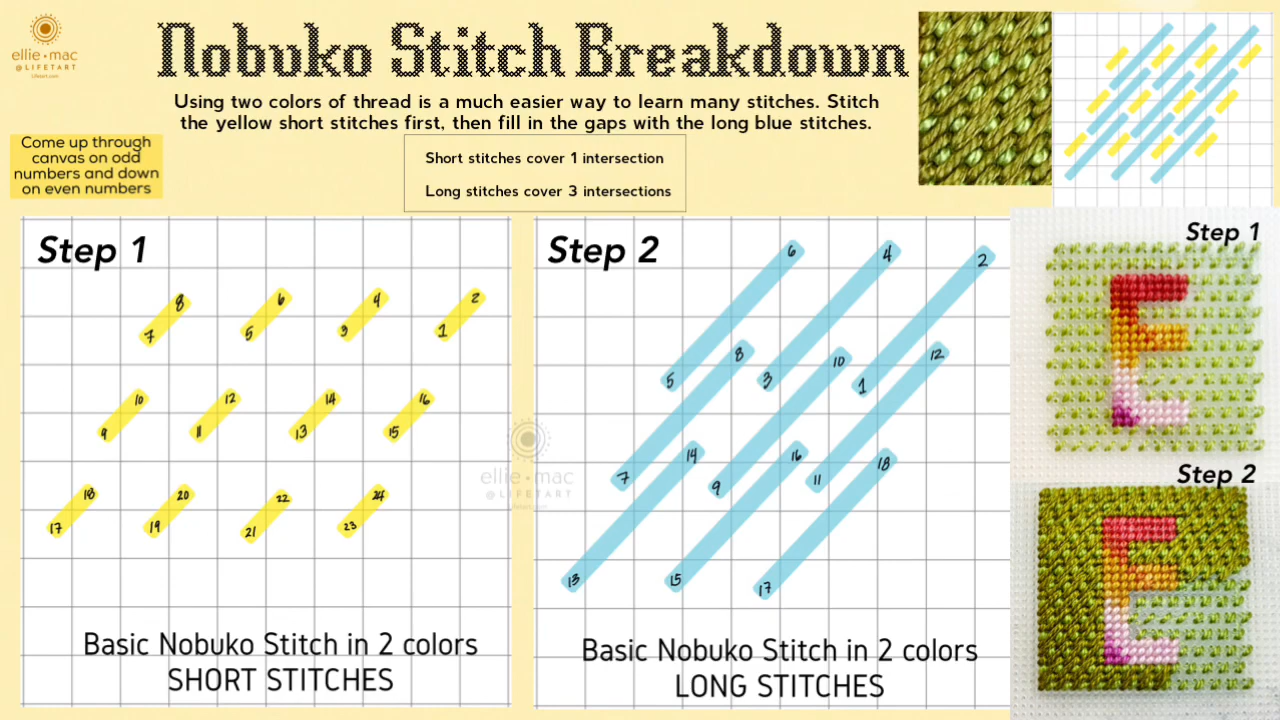 ellie•mac
@LIFETART
Lifetart.com
Nobuko Stitch Breakdown
Using two colors of thread is a much easier way to learn many stitches. Stitch
the yellow short stitches first, then fill in the gaps with the long blue stitches.
Come up through
canvas on odd
numbers and down
on even numbers
Short stitches cover 1 intersection
Long stitches cover 3 intersections
Step 1
8 6 4 2
7 5 3 1
10 12 14 16
9 11 13 15
18 20 22 24
17 19 21 23
Basic Nobuko Stitch in 2 colors
SHORT STITCHES
Step 2
6 4 2
8 10 12
5 3 1
14 16 18
7 9 11
13 15 17
Basic Nobuko Stitch in 2 colors
LONG STITCHES
ellie•mac
@LIFETART
lifetart.com
Step 1
E
Step 2
E